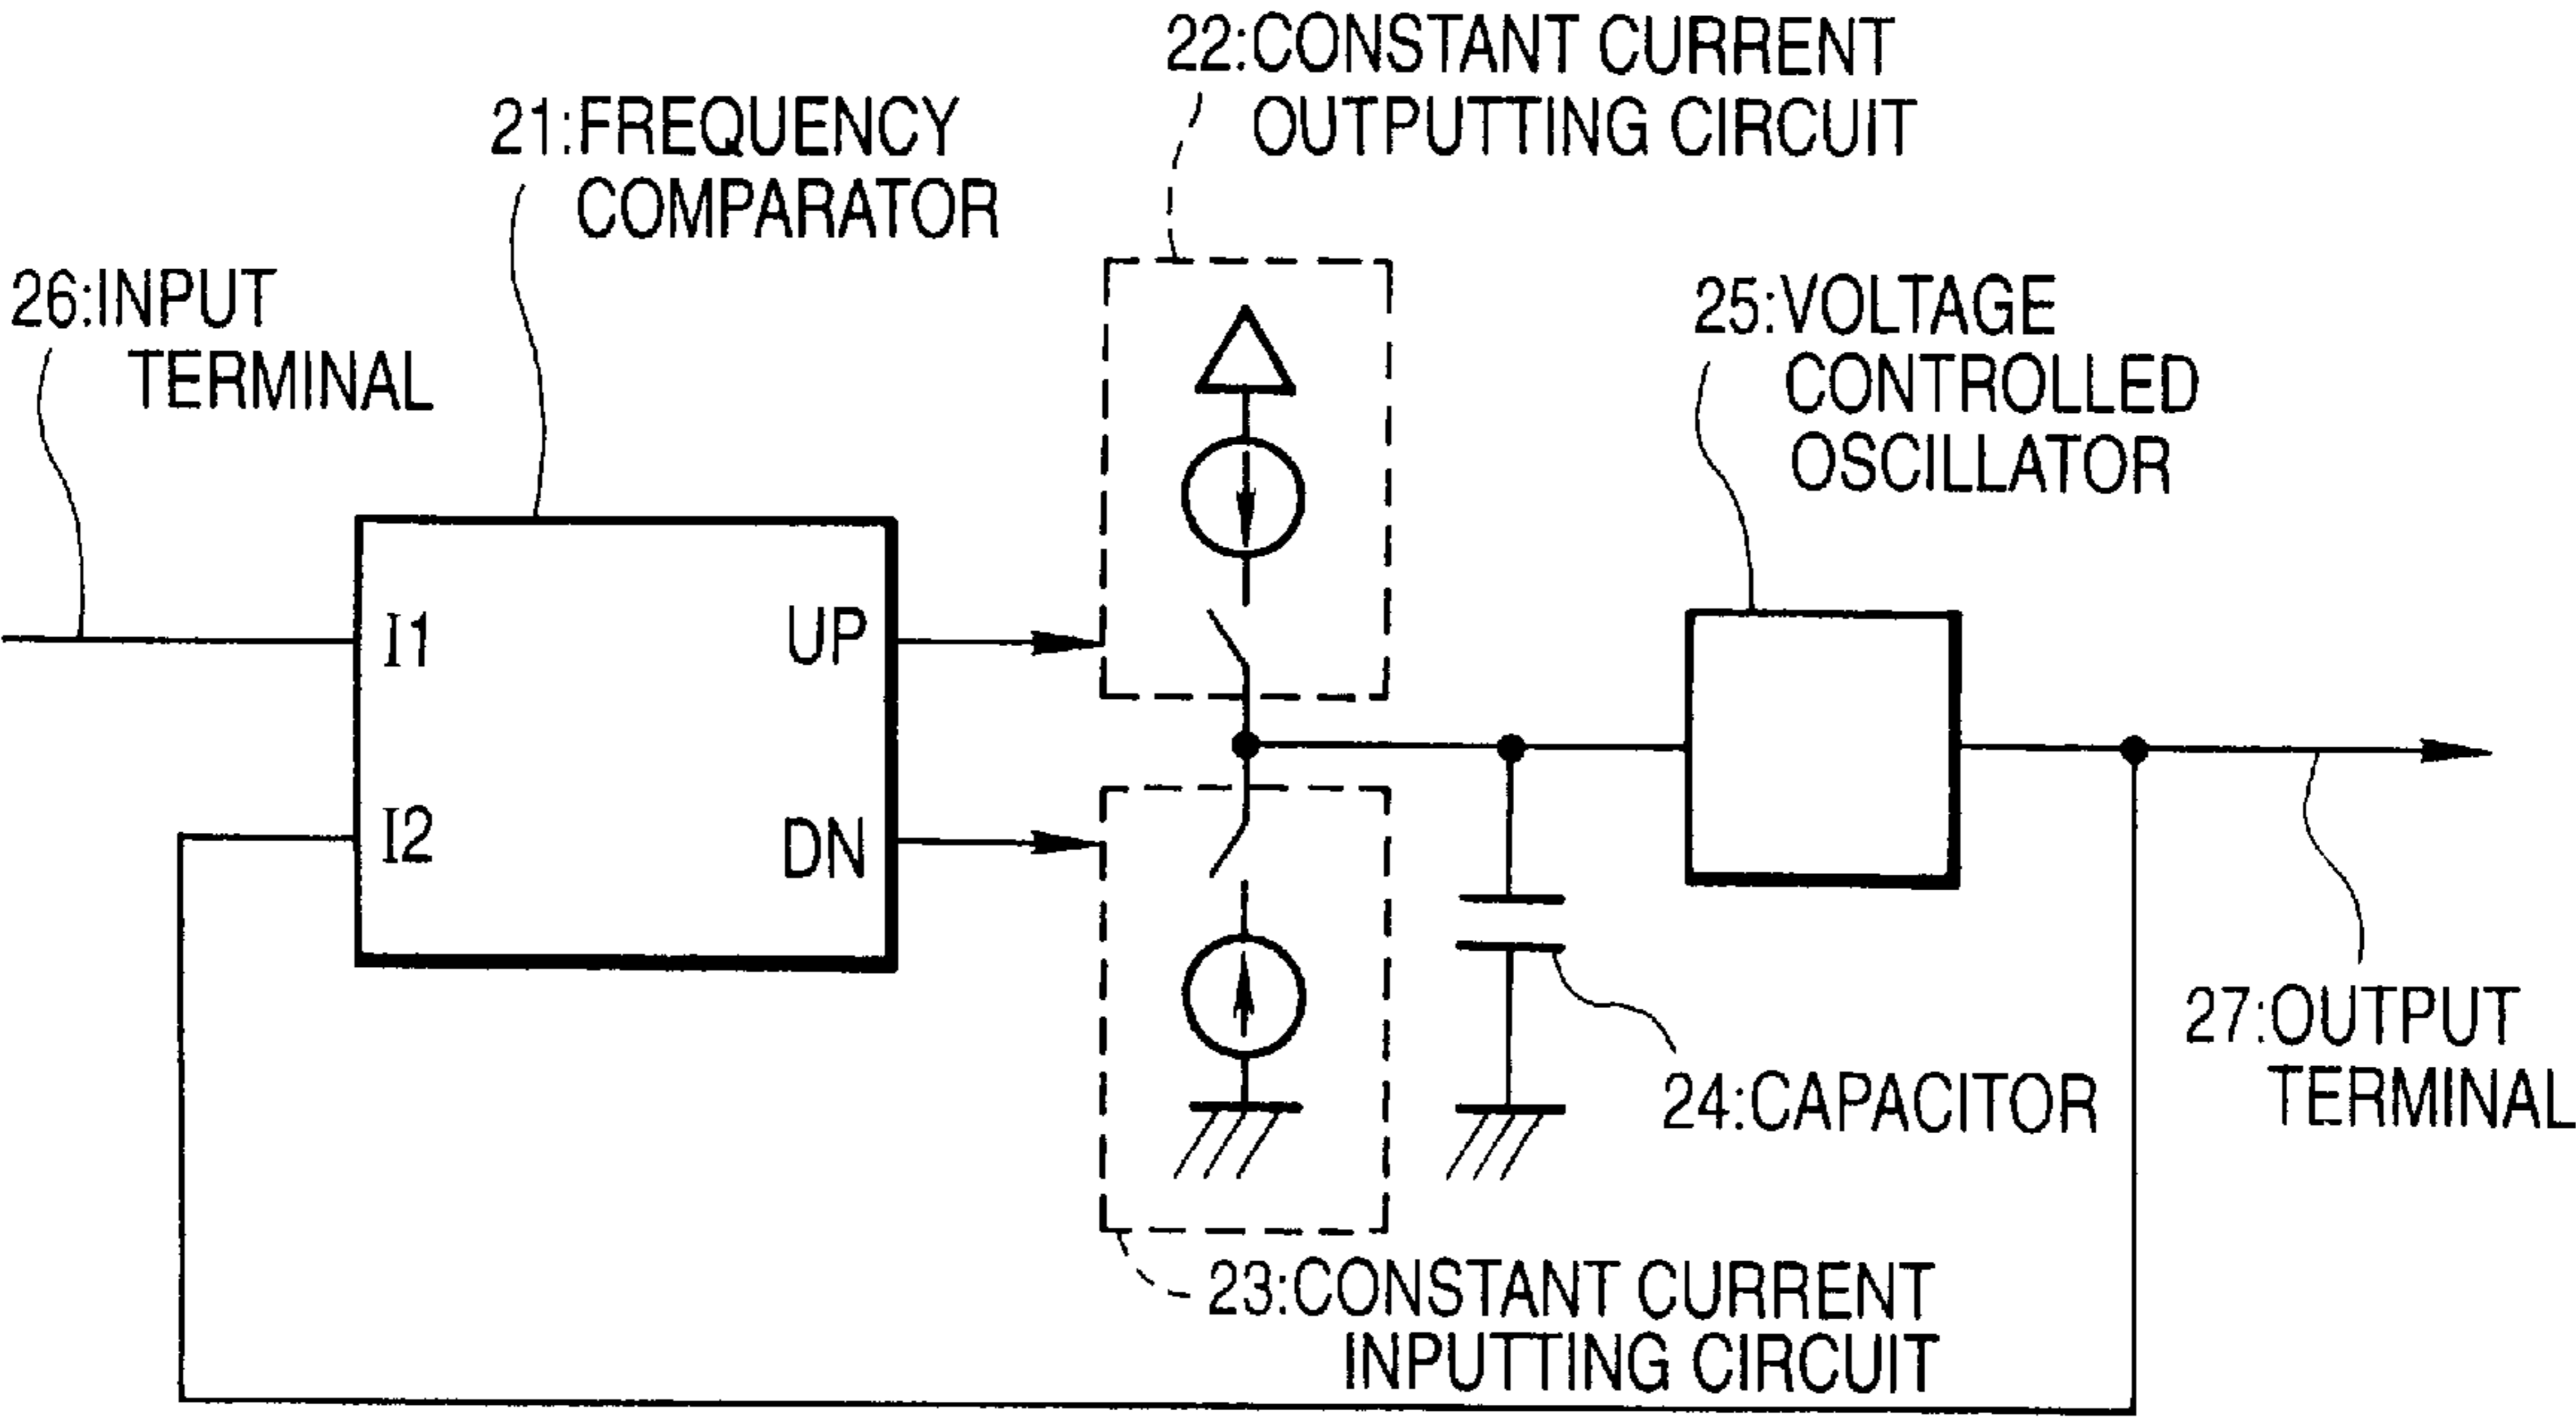 22:CONSTANT CURRENT
OUTPUTTING CIRCUIT
21:FREQUENCY
COMPARATOR
26:INPUT
TERMINAL
25:VOLTAGE
CONTROLLED
OSCILLATOR
I1
UP
I2
DN
27:OUTPUT
TERMINAL
24:CAPACITOR
23:CONSTANT CURRENT
INPUTTING CIRCUIT